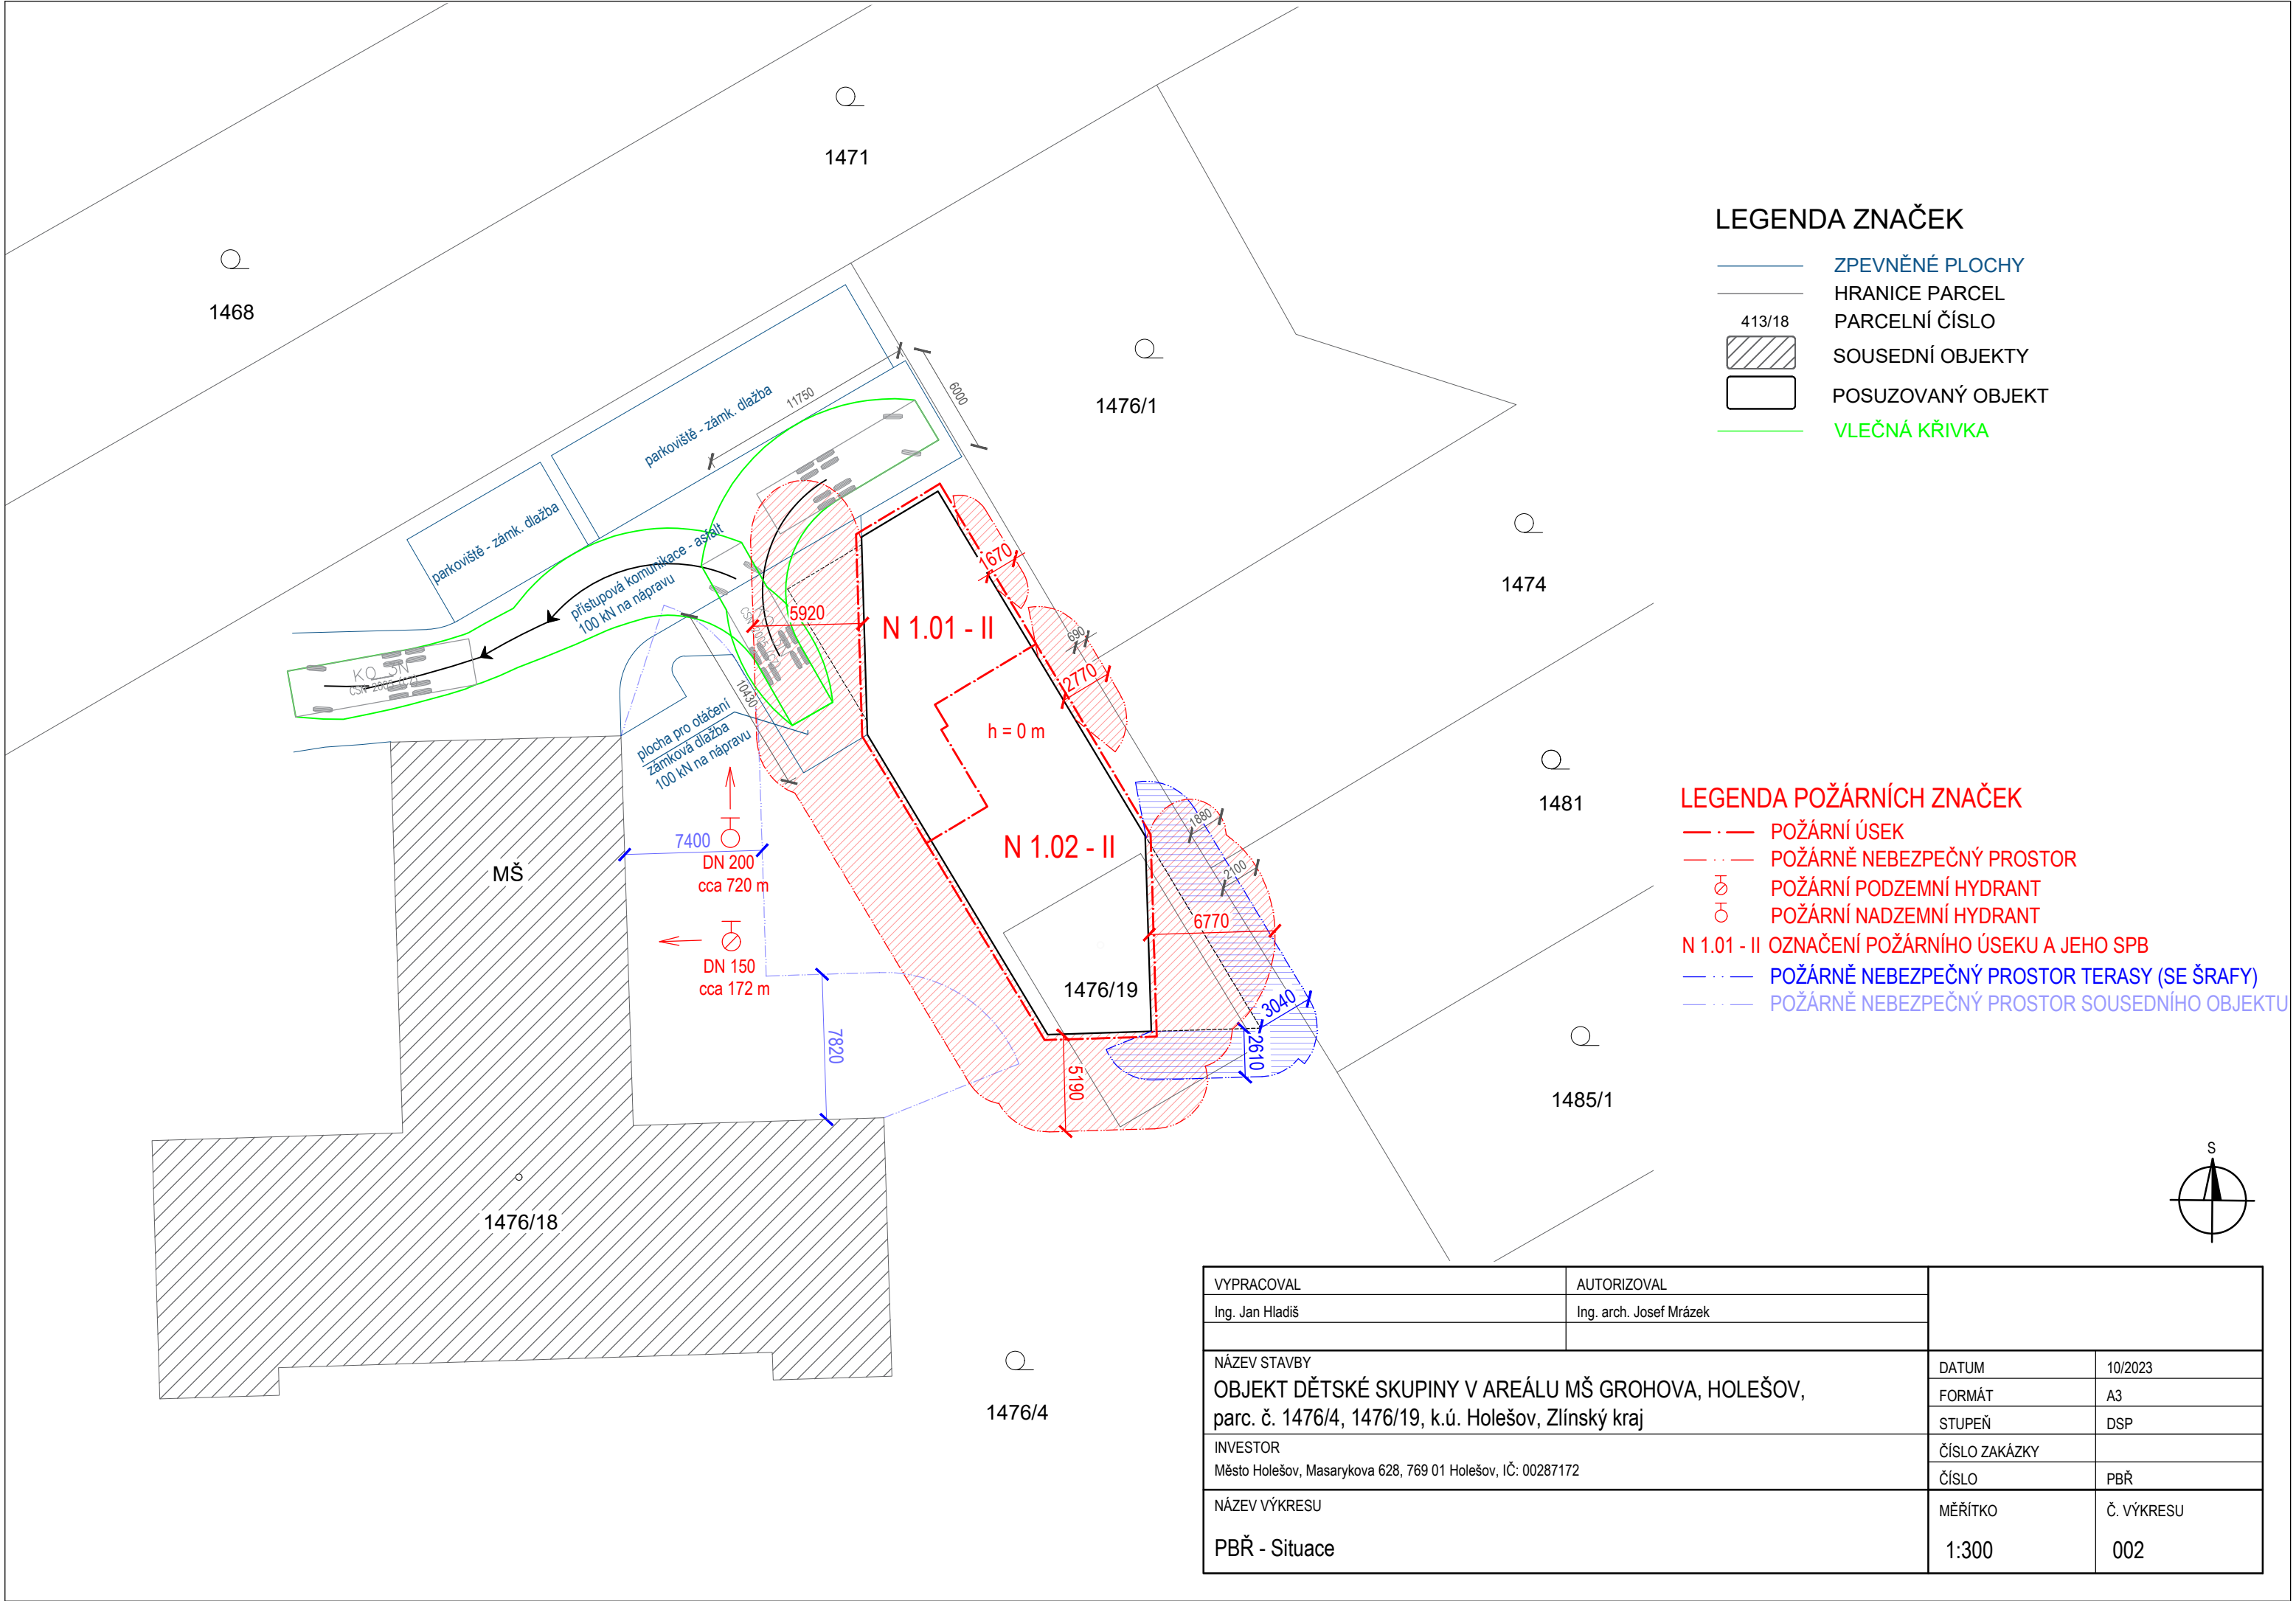 1471
1468
1476/1
1474
1481
1485/1
1476/4
1476/18
1476/19
MŠ
parkoviště - zámk. dlažba
parkoviště - zámk. dlažba
11750
6000
přístupová komunikace - asfalt
100 kN na nápravu
KO_3N
10430
plocha pro otáčení
zámková dlažba
100 kN na nápravu
5920
N 1.01 - II
1670
690
2770
h = 0 m
N 1.02 - II
1880
2100
6770
3040
2610
5190
7400
7820
DN 200
cca 720 m
DN 150
cca 172 m
LEGENDA ZNAČEK
ZPEVNĚNÉ PLOCHY
HRANICE PARCEL
413/18 PARCELNÍ ČÍSLO
SOUSEDNÍ OBJEKTY
POSUZOVANÝ OBJEKT
VLEČNÁ KŘIVKA
LEGENDA POŽÁRNÍCH ZNAČEK
POŽÁRNÍ ÚSEK
POŽÁRNĚ NEBEZPEČNÝ PROSTOR
POŽÁRNÍ PODZEMNÍ HYDRANT
POŽÁRNÍ NADZEMNÍ HYDRANT
N 1.01 - II OZNAČENÍ POŽÁRNÍHO ÚSEKU A JEHO SPB
POŽÁRNĚ NEBEZPEČNÝ PROSTOR TERASY (SE ŠRAFY)
POŽÁRNĚ NEBEZPEČNÝ PROSTOR SOUSEDNÍHO OBJEKTU
S
VYPRACOVAL AUTORIZOVAL
Ing. Jan Hladiš Ing. arch. Josef Mrázek
NÁZEV STAVBY
OBJEKT DĚTSKÉ SKUPINY V AREÁLU MŠ GROHOVA, HOLEŠOV,
parc. č. 1476/4, 1476/19, k.ú. Holešov, Zlínský kraj
INVESTOR
Město Holešov, Masarykova 628, 769 01 Holešov, IČ: 00287172
NÁZEV VÝKRESU
PBŘ - Situace
DATUM 10/2023
FORMÁT A3
STUPEŇ DSP
ČÍSLO ZAKÁZKY
ČÍSLO PBŘ
MĚŘÍTKO Č. VÝKRESU
1:300 002